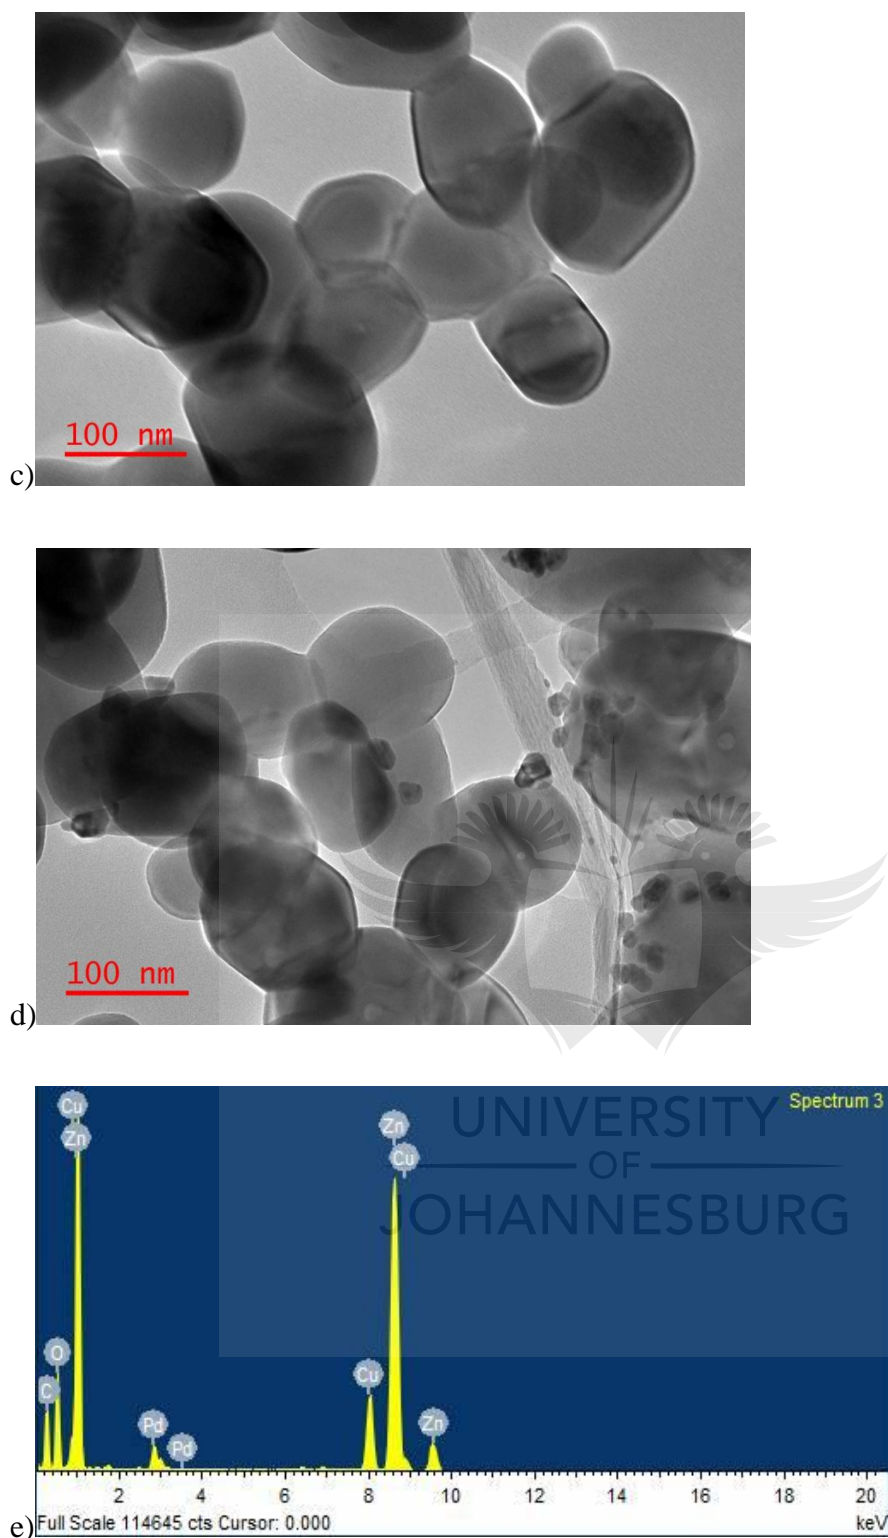 100 nm
c)
100 nm
d)
Cu
Zn
O
C
Pd
Pd
Zn
Cu
Cu
Zn
Spectrum 3
UNIVERSITY
OF
JOHANNESBURG
2 4 6 8 10 12 14 16 18 20
e) Full Scale 114645 cts Cursor: 0.000 keV